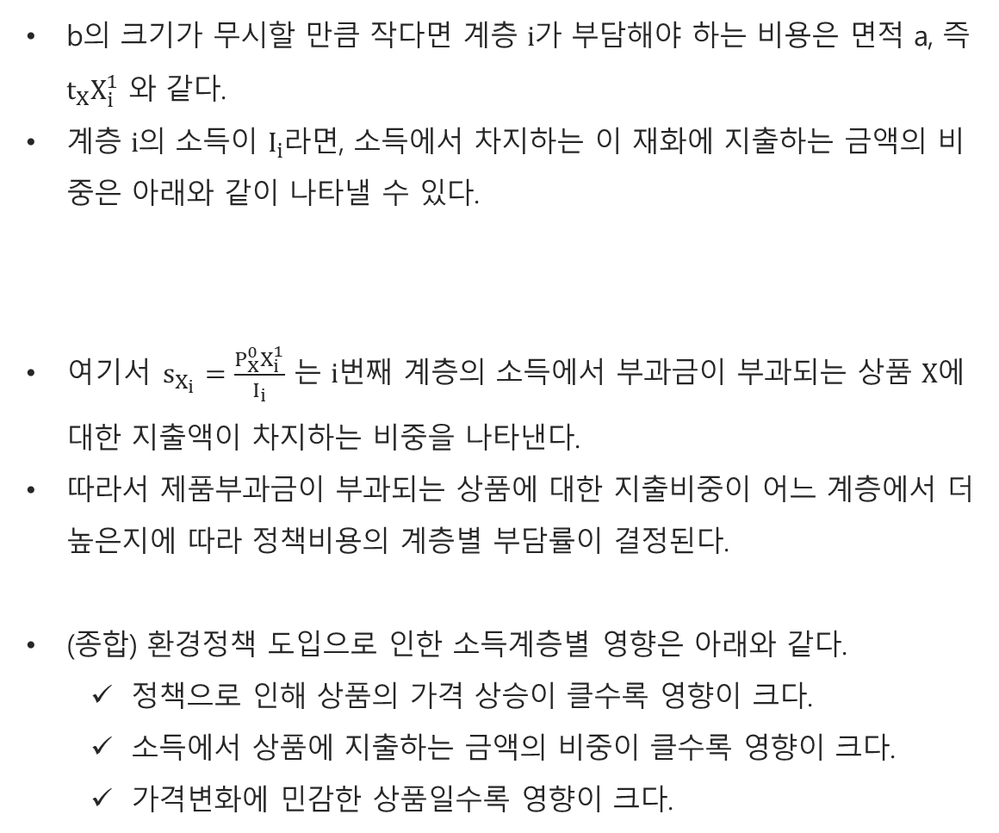 • b의 크기가 무시할 만큼 작다면 계층 i가 부담해야 하는 비용은 면적 a, 즉
t_X X_i^1 와 같다.
• 계층 i의 소득이 I_i라면, 소득에서 차지하는 이 재화에 지출하는 금액의 비
중은 아래와 같이 나타낼 수 있다.
• 여기서 s_{X_i} = \frac{P_X^0 X_i^1}{I_i} 는 i번째 계층의 소득에서 부과금이 부과되는 상품 X에
대한 지출액이 차지하는 비중을 나타낸다.
• 따라서 제품부과금이 부과되는 상품에 대한 지출비중이 어느 계층에서 더
높은지에 따라 정책비용의 계층별 부담률이 결정된다.
• (종합) 환경정책 도입으로 인한 소득계층별 영향은 아래와 같다.
✓ 정책으로 인해 상품의 가격 상승이 클수록 영향이 크다.
✓ 소득에서 상품에 지출하는 금액의 비중이 클수록 영향이 크다.
✓ 가격변화에 민감한 상품일수록 영향이 크다.